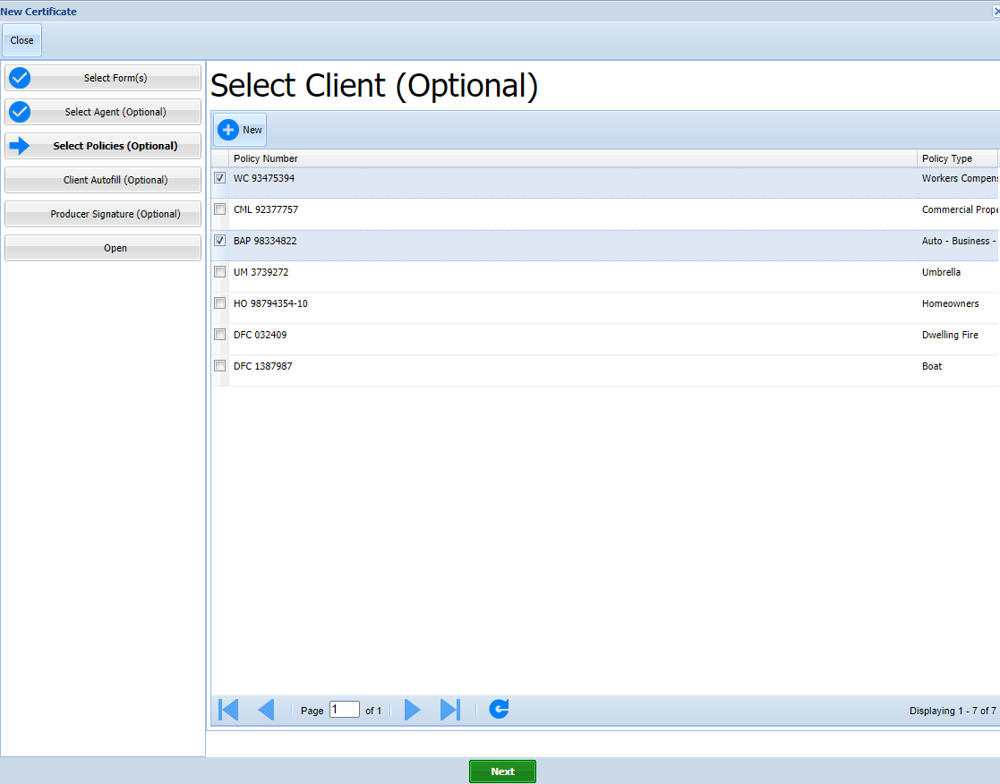 New Certificate
Close
Select Form(s)
Select Agent (Optional)
Select Policies (Optional)
Client Autofill (Optional)
Producer Signature (Optional)
Open
Select Client (Optional)
New
Policy Number Policy Type
WC 93475394 Workers Compens
CML 92377757 Commercial Prope
BAP 98334822 Auto - Business -
UM 3739272 Umbrella
HO 98794354-10 Homeowners
DFC 032409 Dwelling Fire
DFC 1387987 Boat
Page 1 of 1 Displaying 1 - 7 of 7
Next